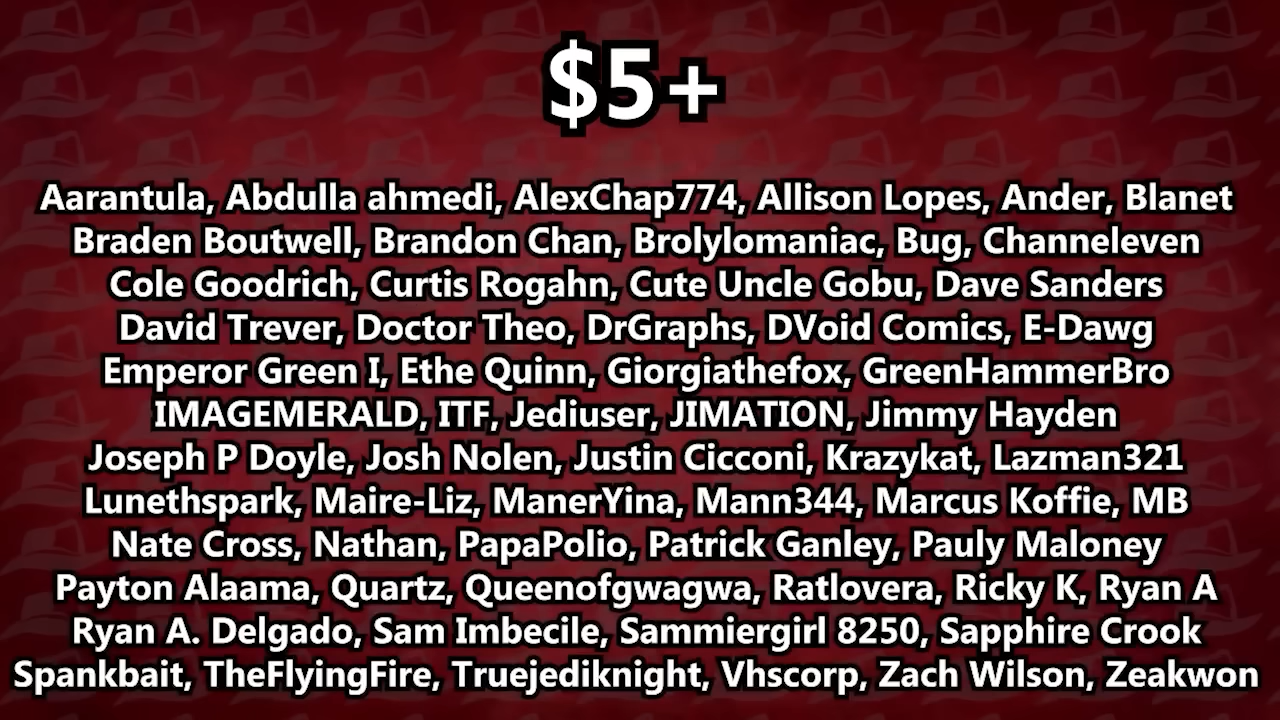 $5+
Aarantula, Abdulla ahmedi, AlexChap774, Allison Lopes, Ander, Blanet
Braden Boutwell, Brandon Chan, Brolylomaniac, Bug, Channeleven
Cole Goodrich, Curtis Rogahn, Cute Uncle Gobu, Dave Sanders
David Trever, Doctor Theo, DrGraphs, DVoid Comics, E-Dawg
Emperor Green I, Ethe Quinn, Giorgiathefox, GreenHammerBro
IMAGEMERALD, ITF, Jediuser, JIMATION, Jimmy Hayden
Joseph P Doyle, Josh Nolen, Justin Cicconi, Krazykat, Lazman321
Lunethspark, Maire-Liz, ManerYina, Mann344, Marcus Koffie, MB
Nate Cross, Nathan, PapaPolio, Patrick Ganley, Pauly Maloney
Payton Alaama, Quartz, Queenofgwagwa, Ratlovera, Ricky K, Ryan A
Ryan A. Delgado, Sam Imbecile, Sammiergirl 8250, Sapphire Crook
Spankbait, TheFlyingFire, Truejediknight, Vhscorp, Zach Wilson, Zeakwon